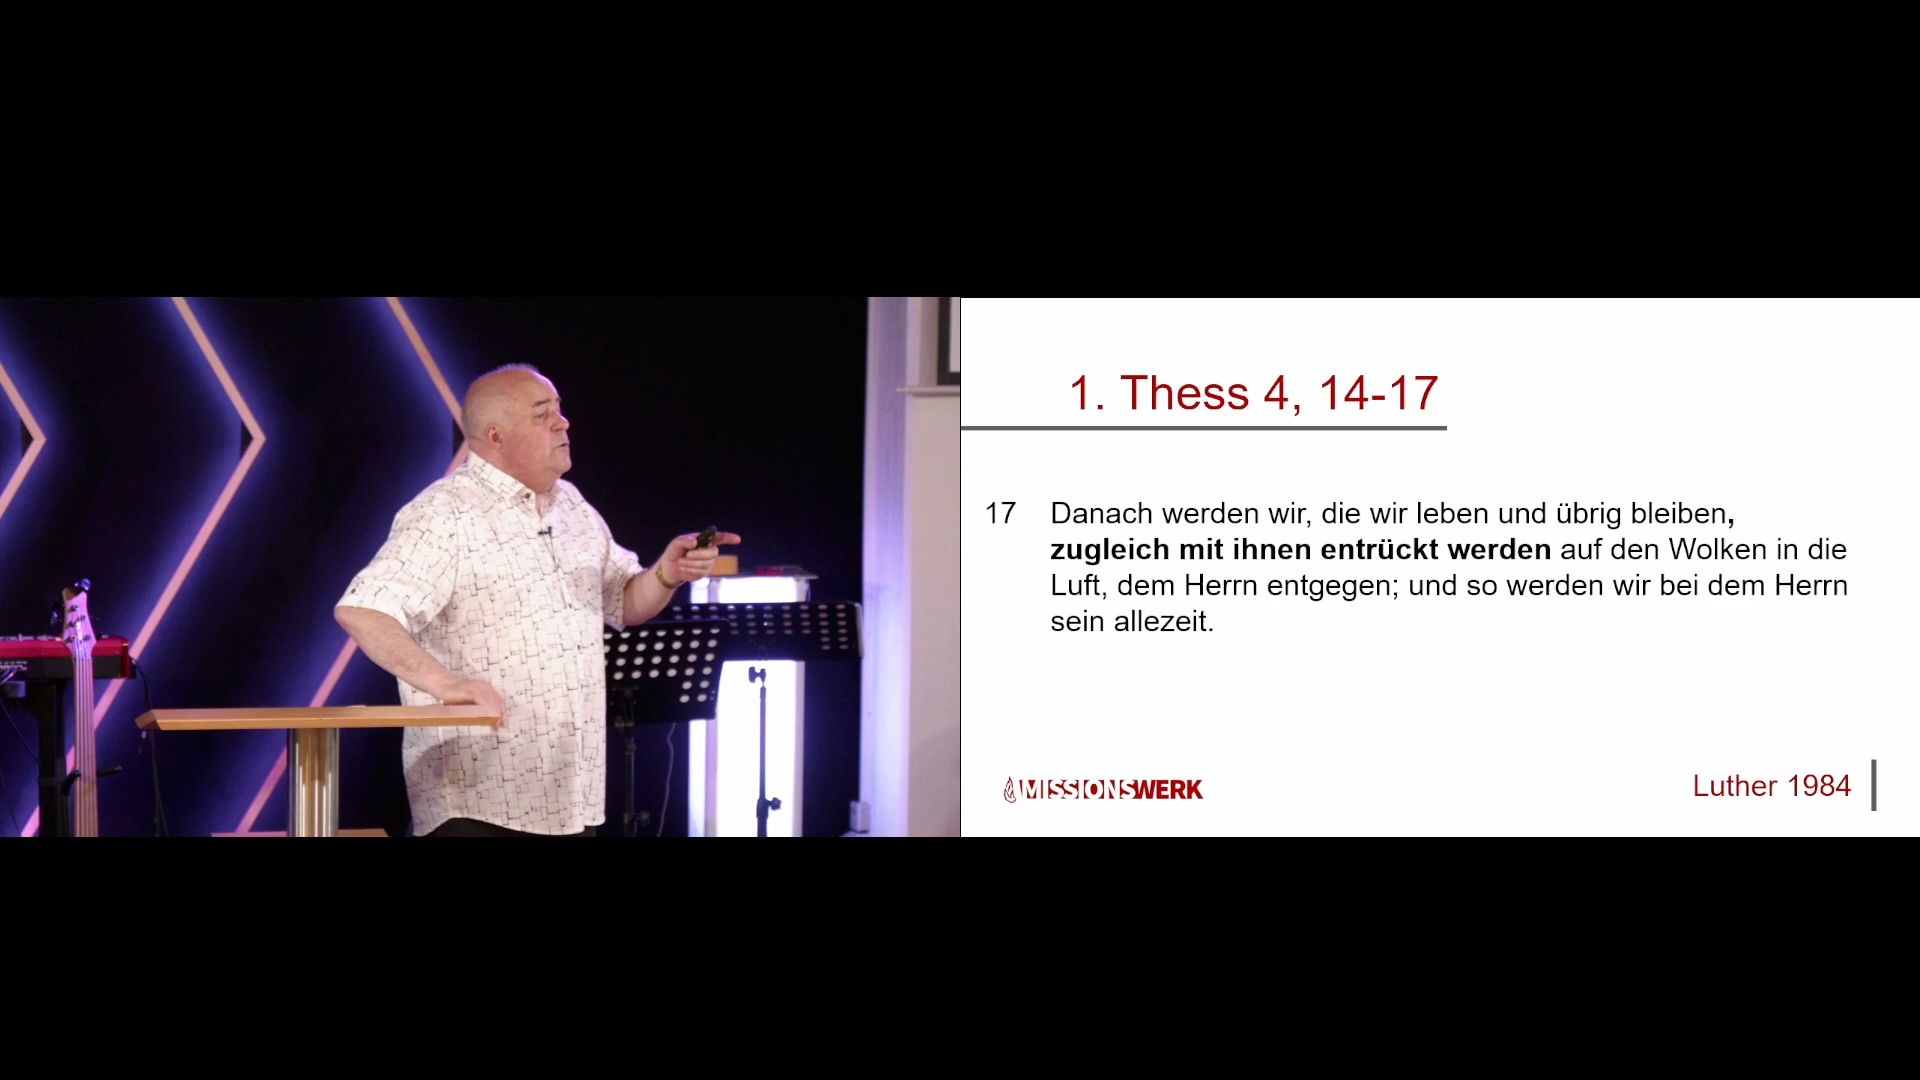 1. Thess 4, 14-17
17 Danach werden wir, die wir leben und übrig bleiben,
zugleich mit ihnen entrückt werden auf den Wolken in die
Luft, dem Herrn entgegen; und so werden wir bei dem Herrn
sein allezeit.
MISSIONSWERK
Luther 1984